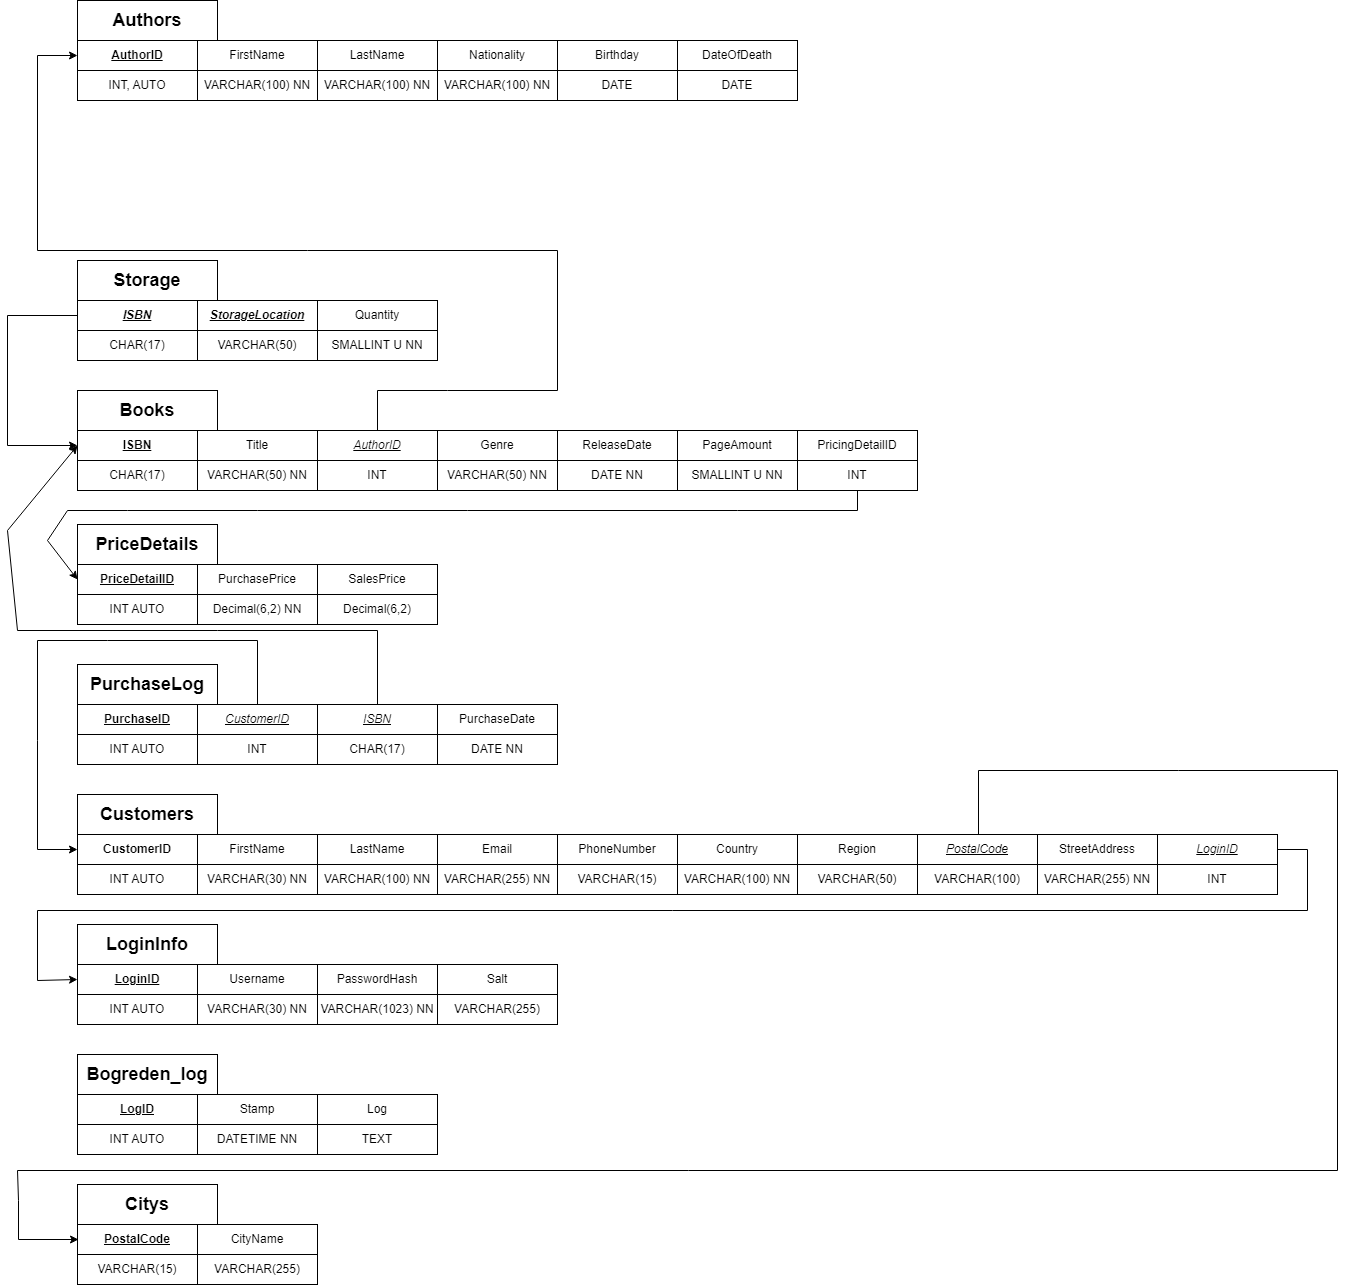 Authors
AuthorID FirstName LastName Nationality Birthday DateOfDeath
INT, AUTO VARCHAR(100) NN VARCHAR(100) NN VARCHAR(100) NN DATE DATE
Storage
ISBN StorageLocation Quantity
CHAR(17) VARCHAR(50) SMALLINT U NN
Books
ISBN Title AuthorID Genre ReleaseDate PageAmount PricingDetailID
CHAR(17) VARCHAR(50) NN INT VARCHAR(50) NN DATE NN SMALLINT U NN INT
PriceDetails
PriceDetailID PurchasePrice SalesPrice
INT AUTO Decimal(6,2) NN Decimal(6,2)
PurchaseLog
PurchaseID CustomerID ISBN PurchaseDate
INT AUTO INT CHAR(17) DATE NN
Customers
CustomerID FirstName LastName Email PhoneNumber Country Region PostalCode StreetAddress LoginID
INT AUTO VARCHAR(30) NN VARCHAR(100) NN VARCHAR(255) NN VARCHAR(15) VARCHAR(100) NN VARCHAR(50) VARCHAR(100) VARCHAR(255) NN INT
LoginInfo
LoginID Username PasswordHash Salt
INT AUTO VARCHAR(30) NN VARCHAR(1023) NN VARCHAR(255)
Bogreden_log
LogID Stamp Log
INT AUTO DATETIME NN TEXT
Citys
PostalCode CityName
VARCHAR(15) VARCHAR(255)